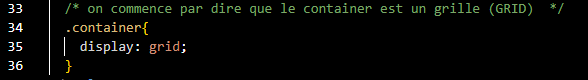 33 /* on commence par dire que le container est un grille (GRID)  */
34 .container{
35   display: grid;
36 }